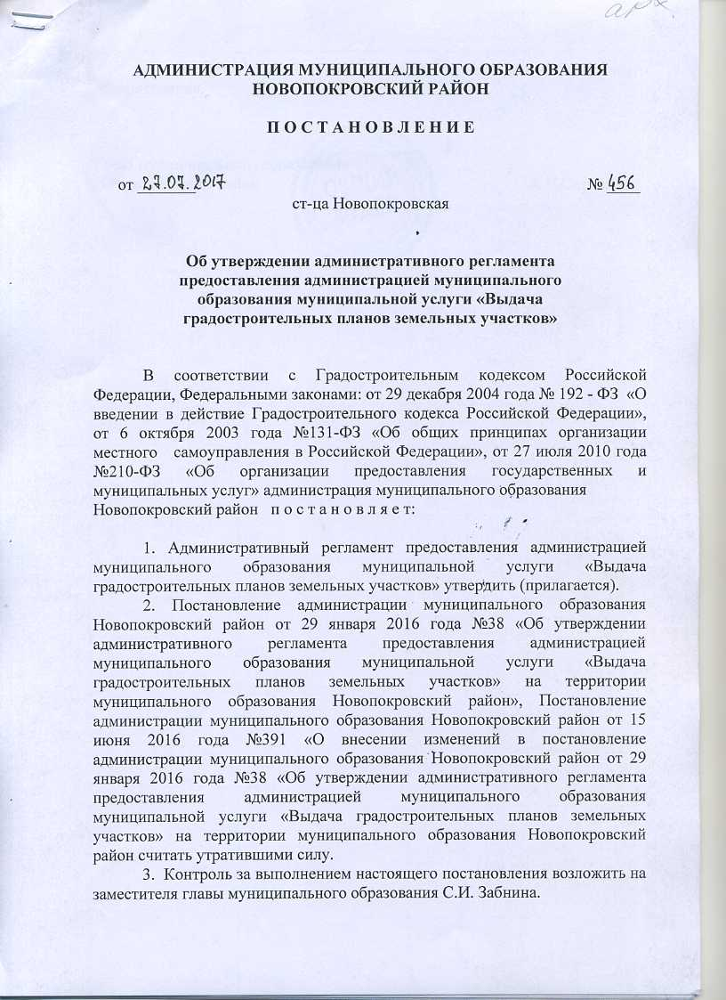 арх.
АДМИНИСТРАЦИЯ МУНИЦИПАЛЬНОГО ОБРАЗОВАНИЯ
НОВОПОКРОВСКИЙ РАЙОН
П О С Т А Н О В Л Е Н И Е
от 27.07.2017 № 456
ст-ца Новопокровская
Об утверждении административного регламента
предоставления администрацией муниципального
образования муниципальной услуги «Выдача
градостроительных планов земельных участков»
В соответствии с Градостроительным кодексом Российской
Федерации, Федеральными законами: от 29 декабря 2004 года № 192 - ФЗ «О
введении в действие Градостроительного кодекса Российской Федерации»,
от 6 октября 2003 года №131-ФЗ «Об общих принципах организации
местного самоуправления в Российской Федерации», от 27 июля 2010 года
№210-ФЗ «Об организации предоставления государственных и
муниципальных услуг» администрация муниципального образования
Новопокровский район п о с т а н о в л я е т:
1. Административный регламент предоставления администрацией
муниципального образования муниципальной услуги «Выдача
градостроительных планов земельных участков» утвердить (прилагается).
2. Постановление администрации муниципального образования
Новопокровский район от 29 января 2016 года №38 «Об утверждении
административного регламента предоставления администрацией
муниципального образования муниципальной услуги «Выдача
градостроительных планов земельных участков» на территории
муниципального образования Новопокровский район», Постановление
администрации муниципального образования Новопокровский район от 15
июня 2016 года №391 «О внесении изменений в постановление
администрации муниципального образования Новопокровский район от 29
января 2016 года №38 «Об утверждении административного регламента
предоставления администрацией муниципального образования
муниципальной услуги «Выдача градостроительных планов земельных
участков» на территории муниципального образования Новопокровский
район считать утратившими силу.
3. Контроль за выполнением настоящего постановления возложить на
заместителя главы муниципального образования С.И. Забнина.